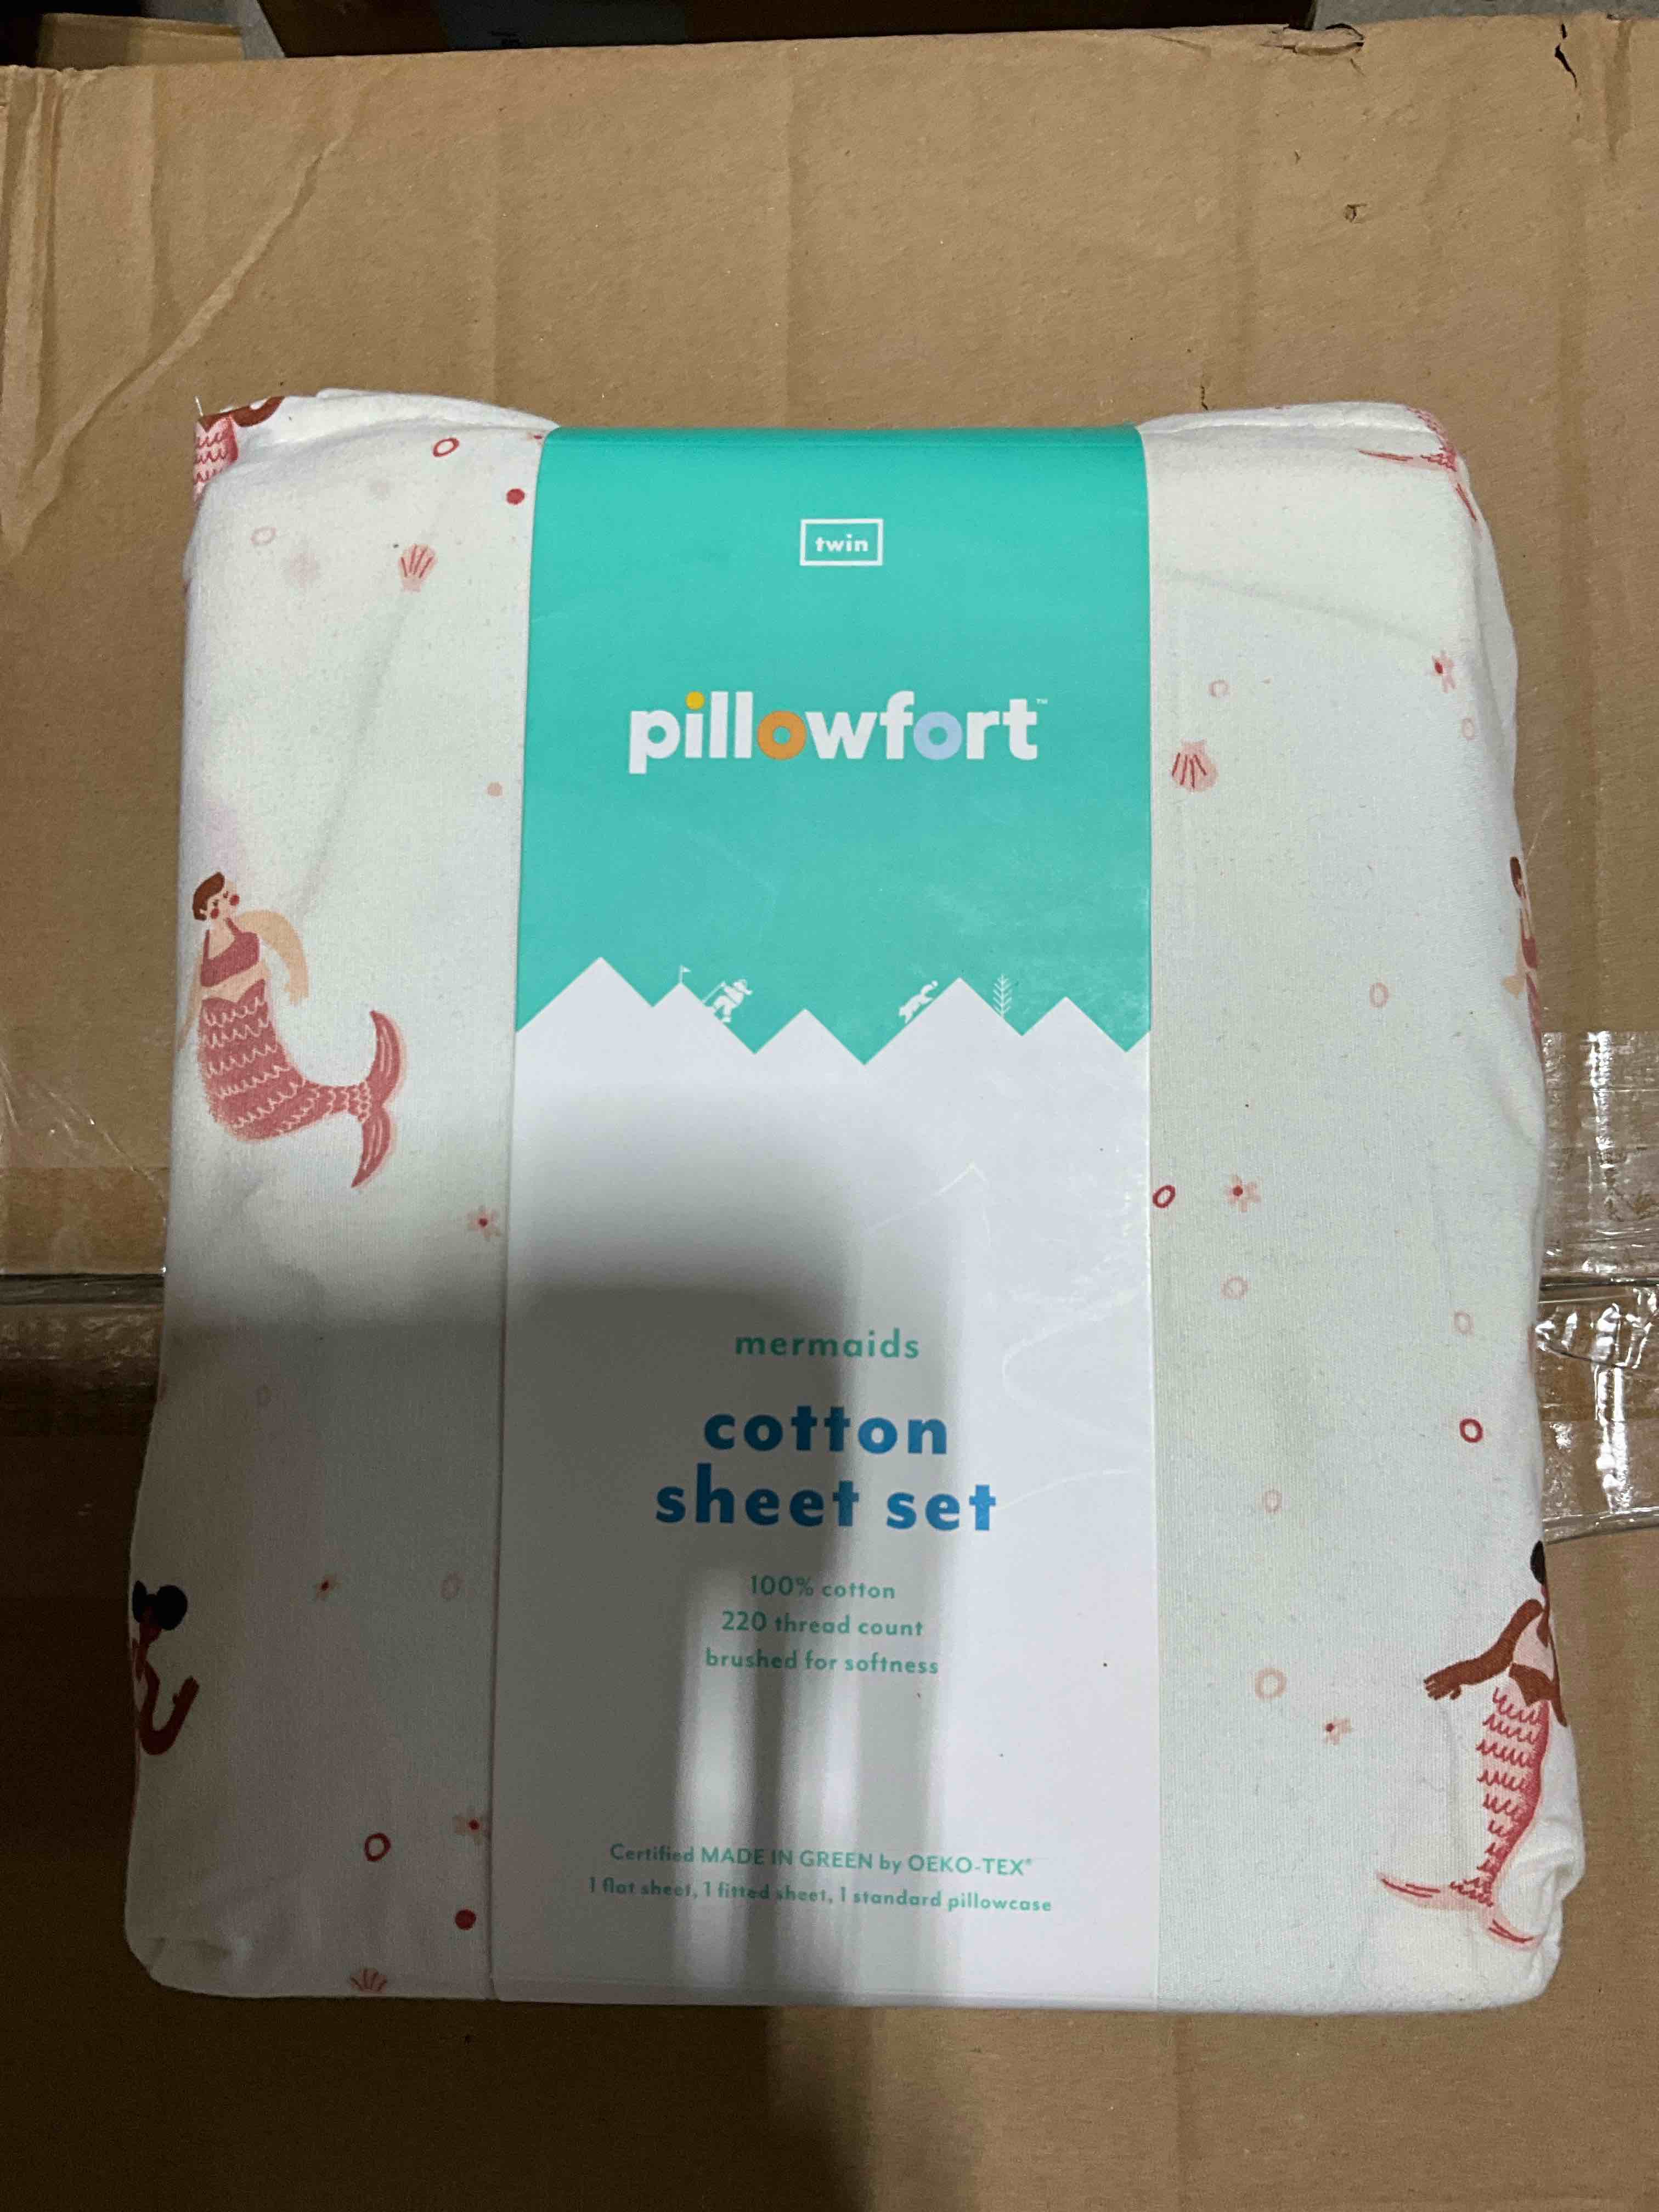 twin
pillowfort™
mermaids
cotton
sheet set
100% cotton
220 thread count
brushed for softness
Certified MADE IN GREEN by OEKO-TEX®
1 flat sheet, 1 fitted sheet, 1 standard pillowcase